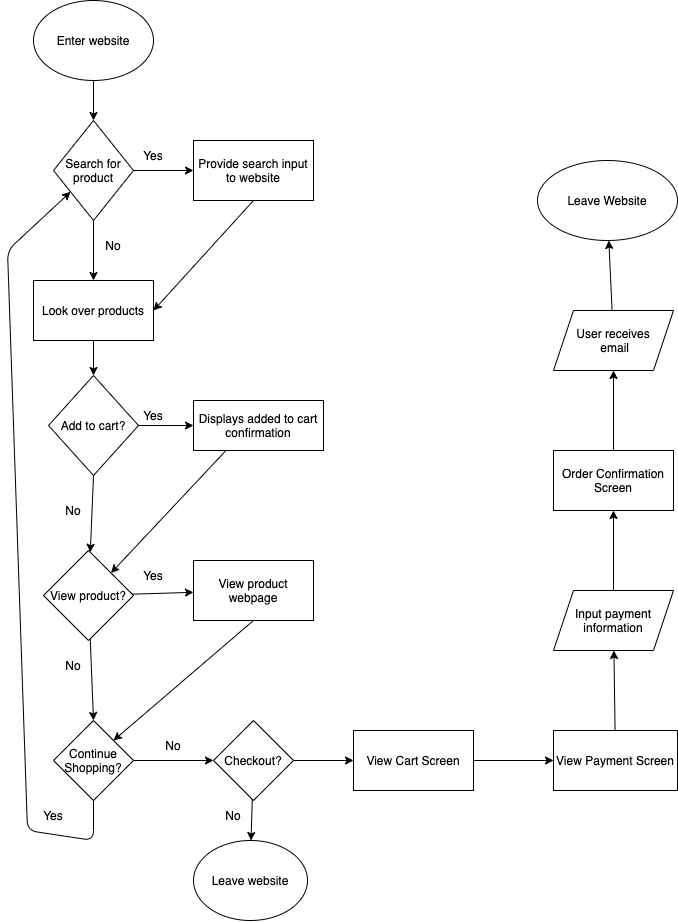 Enter website
Search for
product
Yes
Provide search input
to website
No
Look over products
Add to cart?
Yes
Displays added to cart
confirmation
No
View product?
Yes
View product
webpage
No
Continue
Shopping?
Yes
No
Checkout?
No
Leave website
View Cart Screen
View Payment Screen
Input payment
information
Order Confirmation
Screen
User receives
email
Leave Website